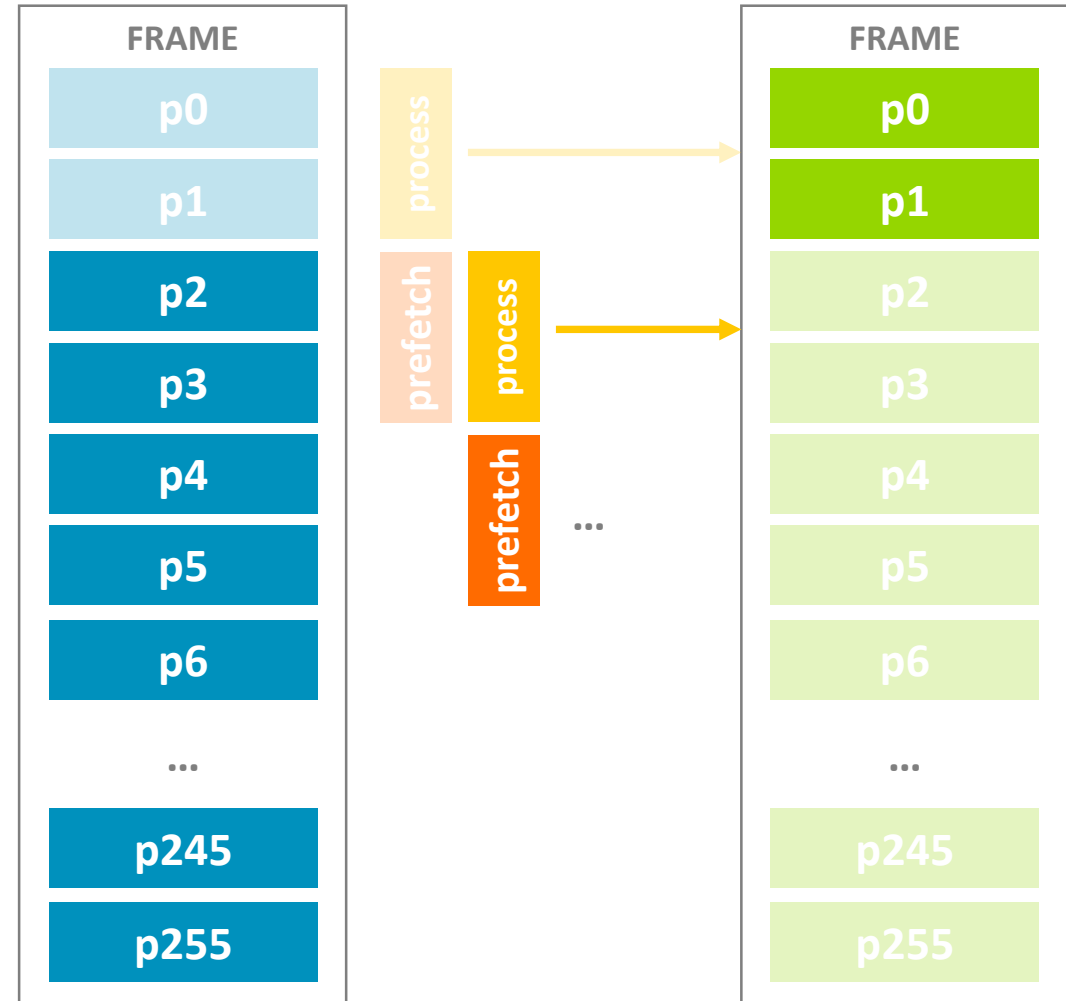 FRAME
p0
p1
p2
p3
p4
p5
p6
...
p245
p255
process
prefetch
process
prefetch
...
FRAME
p0
p1
p2
p3
p4
p5
p6
...
p245
p255